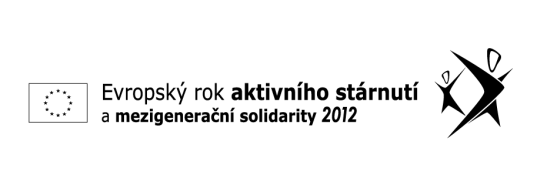 Evropský rok aktivního stárnutí
a mezigenerační solidarity 2012